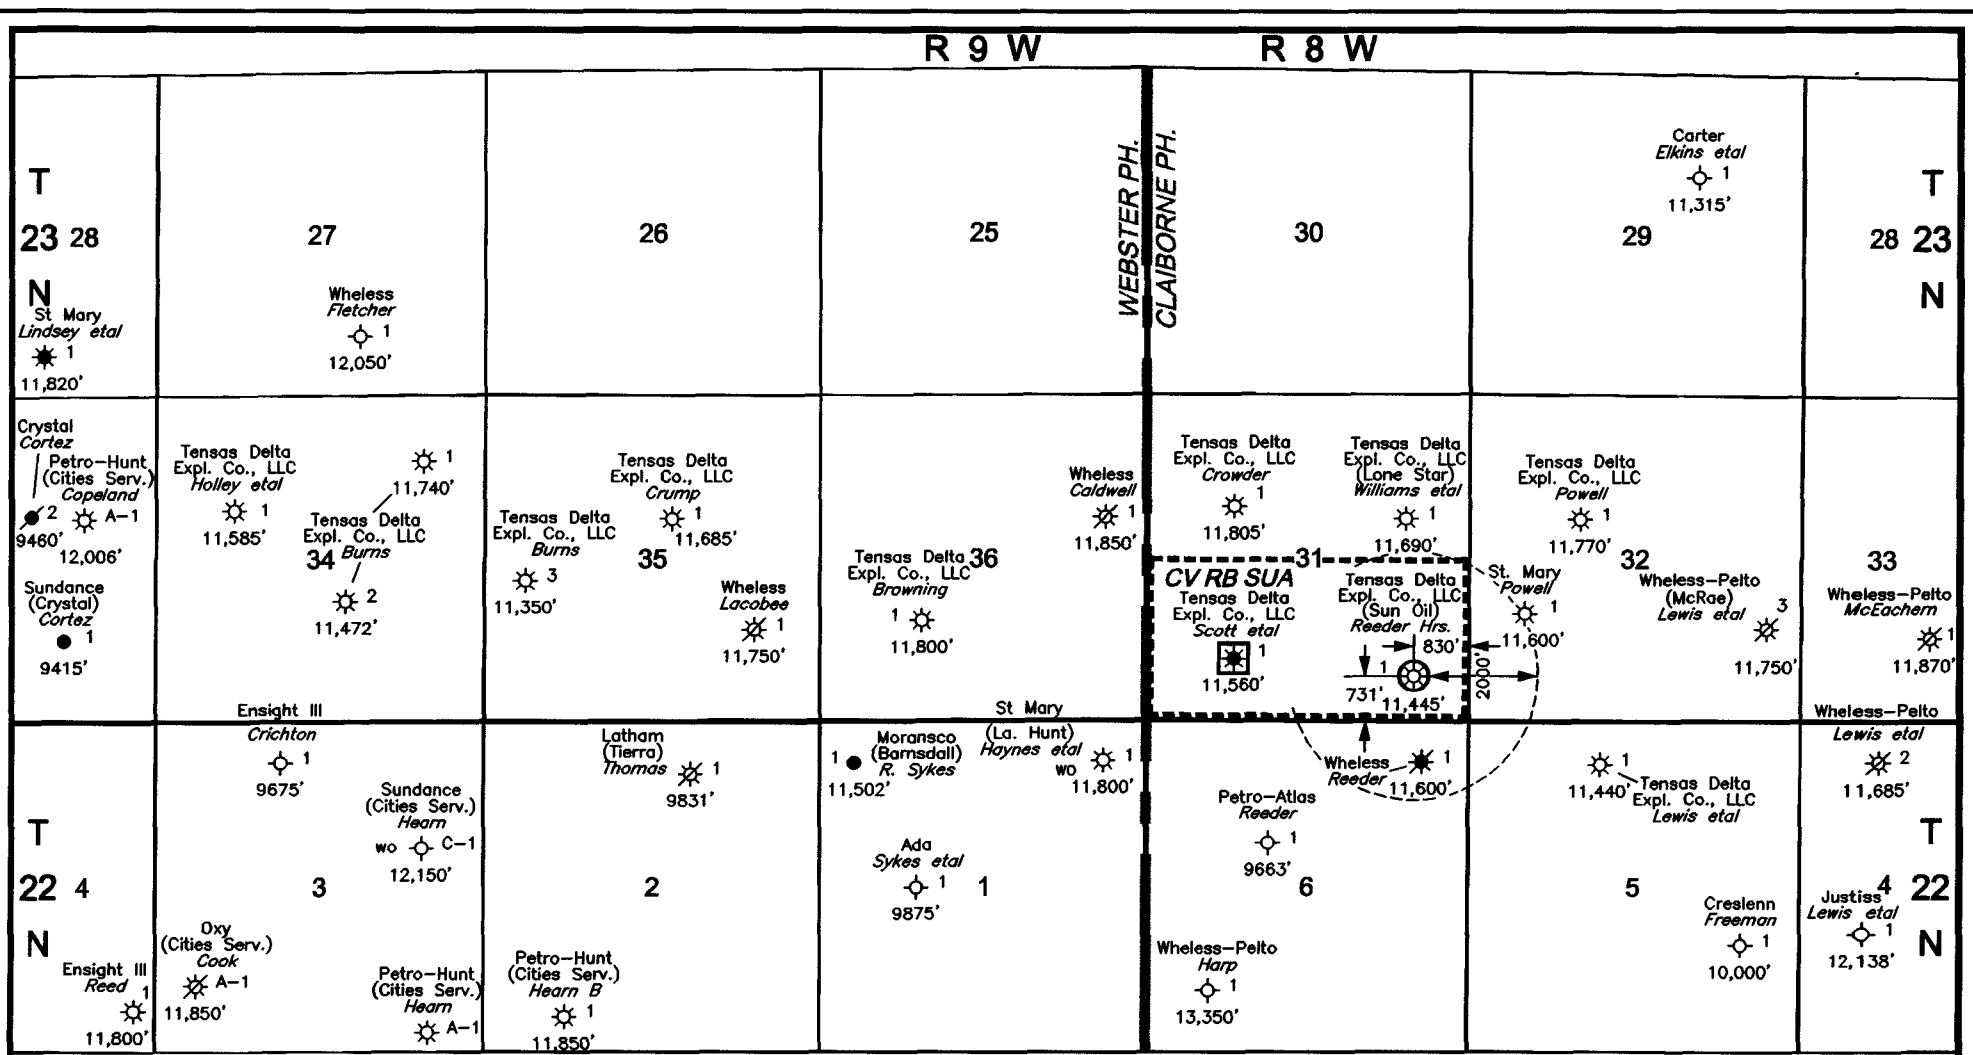 R 9 W
R 8 W
T
23
N
28
27
26
25
WEBSTER PH.
CLAIBORNE PH.
30
29
28
T
23
N
Carter
Elkins etal
1
11,315'
St Mary
Lindsey etal
1
11,820'
Wheless
Fletcher
1
12,050'
Crystal
Cortez
2
9460'
Petro-Hunt
(Cities Serv.)
Copeland
A-1
12,006'
Sundance
(Crystal)
Cortez
1
9415'
Tensas Delta
Expl. Co., LLC
Holley etal
1
11,585'
1
11,740'
Tensas Delta
Expl. Co., LLC
Burns
34
2
11,472'
Tensas Delta
Expl. Co., LLC
Burns
3
11,350'
Tensas Delta
Expl. Co., LLC
Crump
1
11,685'
35
Wheless
Lacobee
1
11,750'
Tensas Delta
Expl. Co., LLC
Browning
1
11,800'
36
Wheless
Caldwell
1
11,850'
Tensas Delta
Expl. Co., LLC
Crowder
1
11,805'
Tensas Delta
Expl. Co., LLC
(Lone Star)
Williams etal
1
11,690'
31
CV RB SUA
Tensas Delta
Expl. Co., LLC
Scott etal
1
11,560'
Tensas Delta
Expl. Co., LLC
(Sun Oil)
Reeder Hrs.
830'
1
731'
11,445'
2000'
Tensas Delta
Expl. Co., LLC
Powell
1
11,770'
St. Mary
Powell
1
11,600'
32
Wheless-Pelto
(McRae)
Lewis etal
3
11,750'
33
Wheless-Pelto
McEachern
1
11,870'
T
22
N
4
Ensight III
Crichton
1
9675'
Sundance
(Cities Serv.)
Hearn
WO
C-1
12,150'
3
Oxy
(Cities Serv.)
Cook
A-1
11,850'
Ensight III
Reed
1
11,800'
Petro-Hunt
(Cities Serv.)
Hearn
A-1
Latham
(Tierra)
Thomas
1
9831'
2
Petro-Hunt
(Cities Serv.)
Hearn B
1
11,850'
Moransco
(Barnsdall)
R. Sykes
1
11,502'
St Mary
(La. Hunt)
Haynes etal
WO
1
11,800'
Ada
Sykes etal
1
9875'
1
Wheless
Reeder
1
11,600'
Petro-Atlas
Reeder
1
9663'
6
Wheless-Pelto
Harp
1
13,350'
1
11,440'
Tensas Delta
Expl. Co., LLC
Lewis etal
5
Creslenn
Freeman
1
10,000'
Wheless-Pelto
Lewis etal
2
11,685'
Justiss
Lewis etal
1
12,138'
4
T
22
N